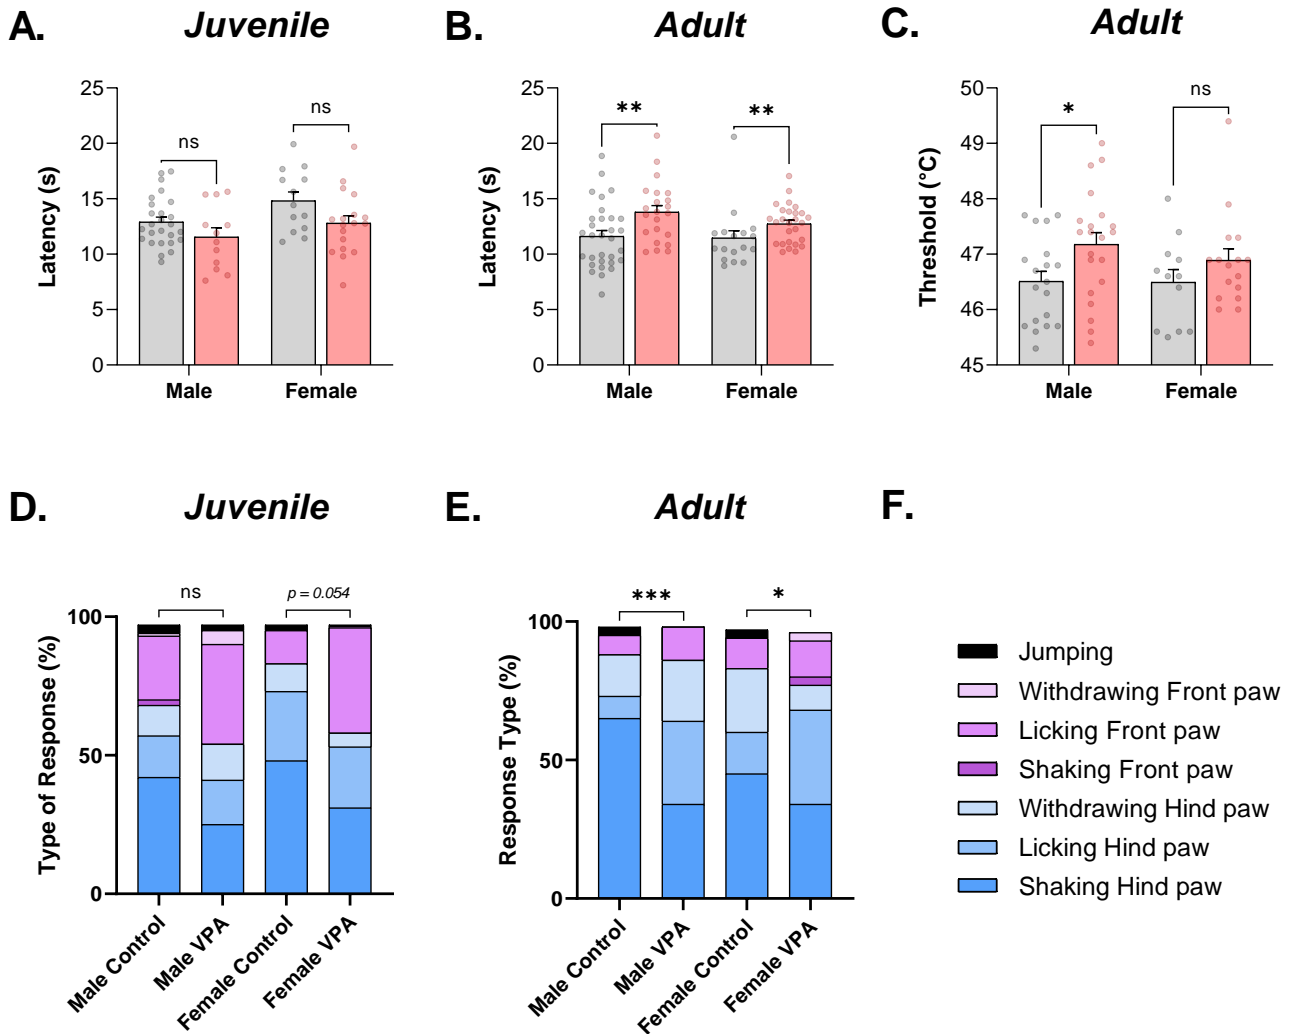 A.
Juvenile
Latency (s)
25
20
15
10
5
0
ns
ns
Male
Female
B.
Adult
Latency (s)
25
20
15
10
5
0
**
**
Male
Female
C.
Adult
Threshold (°C)
50
49
48
47
46
45
*
ns
Male
Female
D.
Juvenile
Type of Response (%)
100
50
0
ns
p = 0.054
Male Control
Male VPA
Female Control
Female VPA
E.
Adult
Response Type (%)
100
50
0
***
*
Male Control
Male VPA
Female Control
Female VPA
F.
Jumping
Withdrawing Front paw
Licking Front paw
Shaking Front paw
Withdrawing Hind paw
Licking Hind paw
Shaking Hind paw